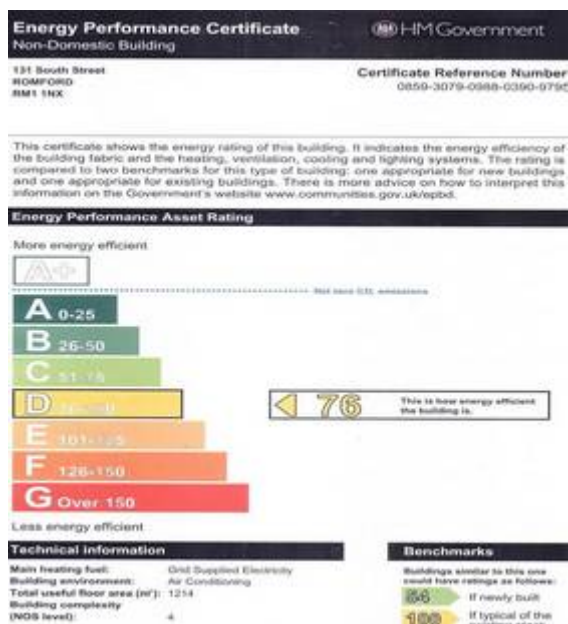 Energy Performance Certificate
Non-Domestic Building
HM Government
131 South Street
ROMFORD
RM1 1NX
Certificate Reference Number
0859-3079-0988-0390-9795
This certificate shows the energy rating of this building. It indicates the energy efficiency of
the building fabric and the heating, ventilation, cooling and lighting systems. The rating is
compared to two benchmarks for this type of building: one appropriate for new buildings
and one appropriate for existing buildings. There is more advice on how to interpret this
information on the Government's website www.communities.gov.uk/epbd.
Energy Performance Asset Rating
More energy efficient
A+
Net zero CO₂ emissions
A 0-25
B 26-50
C 51-75
D 76-100
76
This is how energy efficient
the building is.
E 101-125
F 126-150
G Over 150
Less energy efficient
Technical information
Main heating fuel: Grid Supplied Electricity
Building environment: Air Conditioning
Total useful floor area (m²): 1214
Building complexity
(NOS level): 4
Benchmarks
Buildings similar to this one
could have ratings as follows:
If newly built
If typical of the